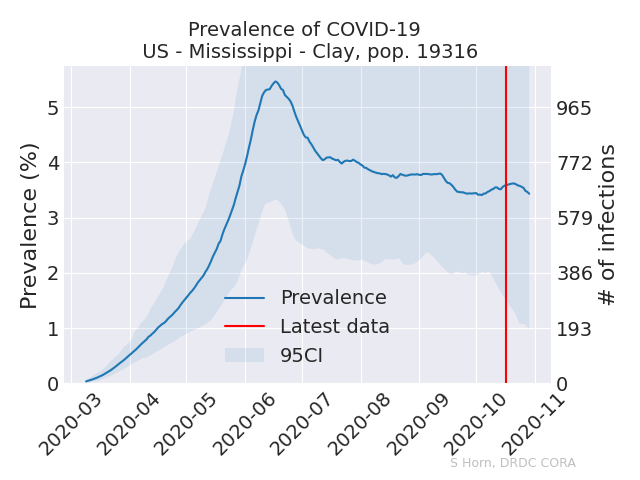 Prevalence of COVID-19
US - Mississippi - Clay, pop. 19316
Prevalence (%)
5
4
3
2
1
0
965
772
579
386
193
0
# of infections
Prevalence
Latest data
95CI
2020-03
2020-04
2020-05
2020-06
2020-07
2020-08
2020-09
2020-10
2020-11
S Horn, DRDC CORA